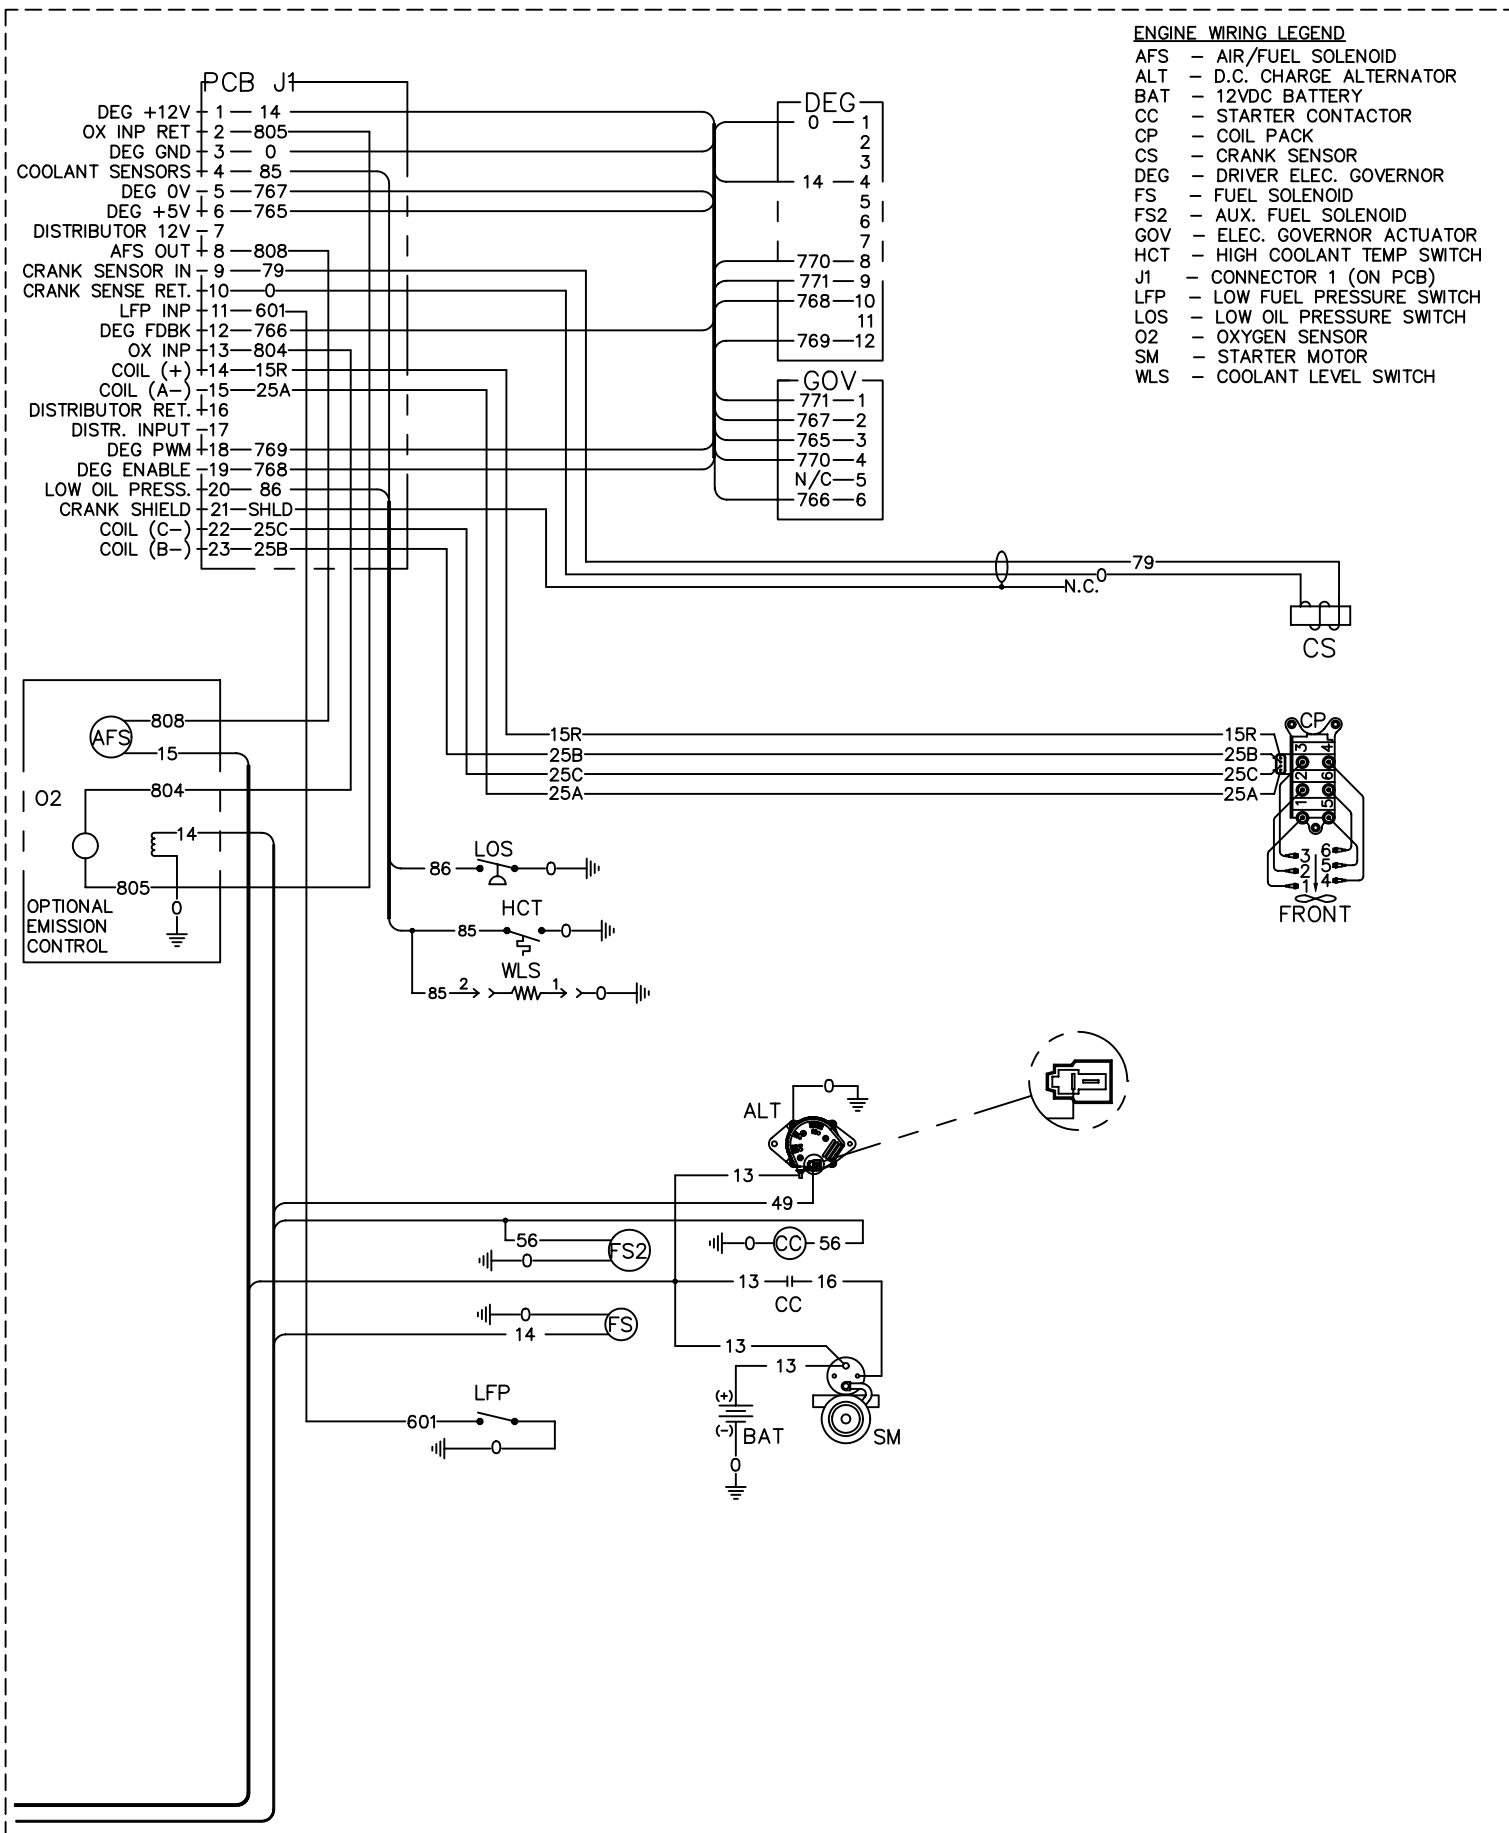 ENGINE WIRING LEGEND
AFS – AIR/FUEL SOLENOID
ALT – D.C. CHARGE ALTERNATOR
BAT – 12VDC BATTERY
CC – STARTER CONTACTOR
CP – COIL PACK
CS – CRANK SENSOR
DEG – DRIVER ELEC. GOVERNOR
FS – FUEL SOLENOID
FS2 – AUX. FUEL SOLENOID
GOV – ELEC. GOVERNOR ACTUATOR
HCT – HIGH COOLANT TEMP SWITCH
J1 – CONNECTOR 1 (ON PCB)
LFP – LOW FUEL PRESSURE SWITCH
LOS – LOW OIL PRESSURE SWITCH
O2 – OXYGEN SENSOR
SM – STARTER MOTOR
WLS – COOLANT LEVEL SWITCH
PCB J1
DEG +12V 1 14
OX INP RET 2 805
DEG GND 3 0
COOLANT SENSORS 4 85
DEG 0V 5 767
DEG +5V 6 765
DISTRIBUTOR 12V 7
AFS OUT 8 808
CRANK SENSOR IN 9 79
CRANK SENSE RET. 10 0
LFP INP 11 601
DEG FDBK 12 766
OX INP 13 804
COIL (+) 14 15R
COIL (A−) 15 25A
DISTRIBUTOR RET. 16
DISTR. INPUT 17
DEG PWM 18 769
DEG ENABLE 19 768
LOW OIL PRESS. 20 86
CRANK SHIELD 21 SHLD
COIL (C−) 22 25C
COIL (B−) 23 25B
DEG
0 1
2
3
14 4
5
6
7
770 8
771 9
768 10
11
769 12
GOV
771 1
767 2
765 3
770 4
N/C 5
766 6
79
0
N.C.
CS
AFS
808
15
O2
804
14
805
0
OPTIONAL
EMISSION
CONTROL
15R 15R
25B 25B
25C 25C
25A 25A
CP
3 4
2 6
1 5
3 6
2 5
1 4
FRONT
LOS
86 0
HCT
85 0
WLS
85 2 1 0
ALT
0
13
49
56 FS2
0
0 CC 56
13 16
CC
0 FS
14
13
13
LFP
601
0
(+)
(−) BAT
0
SM